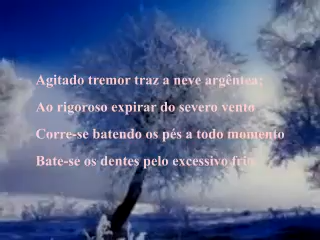 Agitado tremor traz a neve argêntea;
Ao rigoroso expirar do severo vento
Corre-se batendo os pés a todo momento
Bate-se os dentes pelo excessivo frio